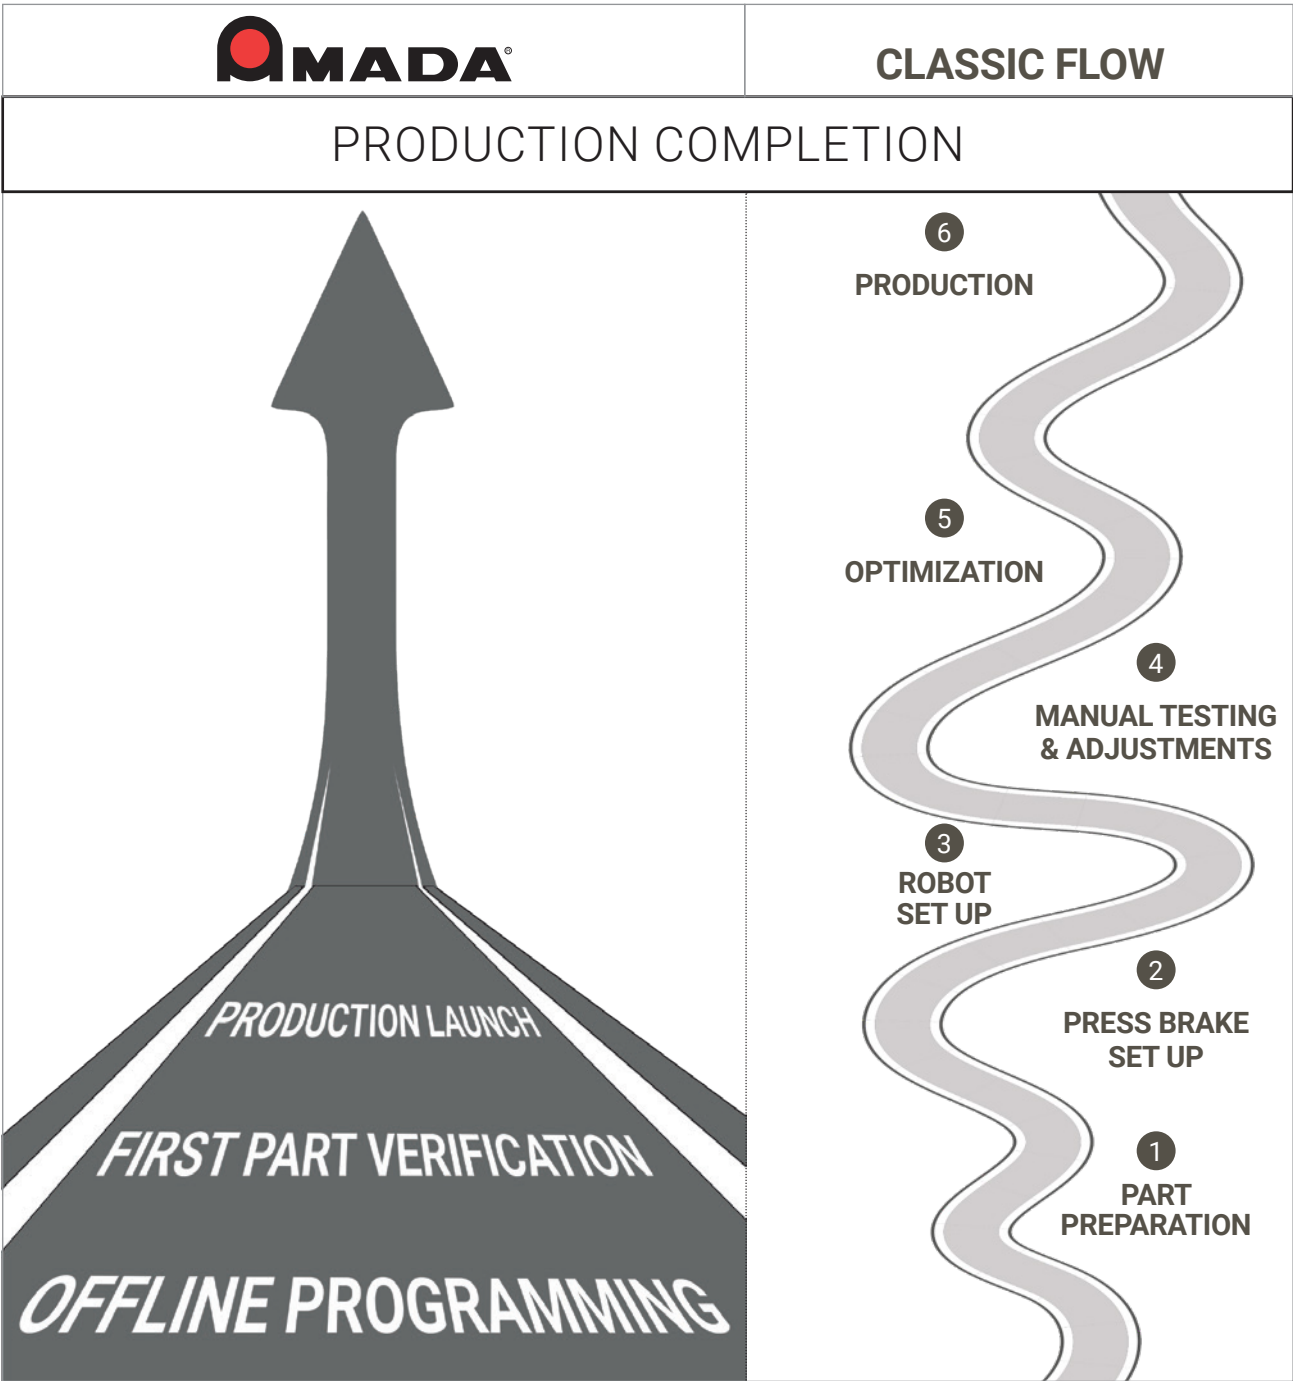 AMADA®
CLASSIC FLOW
PRODUCTION COMPLETION
PRODUCTION LAUNCH
FIRST PART VERIFICATION
OFFLINE PROGRAMMING
6
PRODUCTION
5
OPTIMIZATION
4
MANUAL TESTING
& ADJUSTMENTS
3
ROBOT
SET UP
2
PRESS BRAKE
SET UP
1
PART
PREPARATION